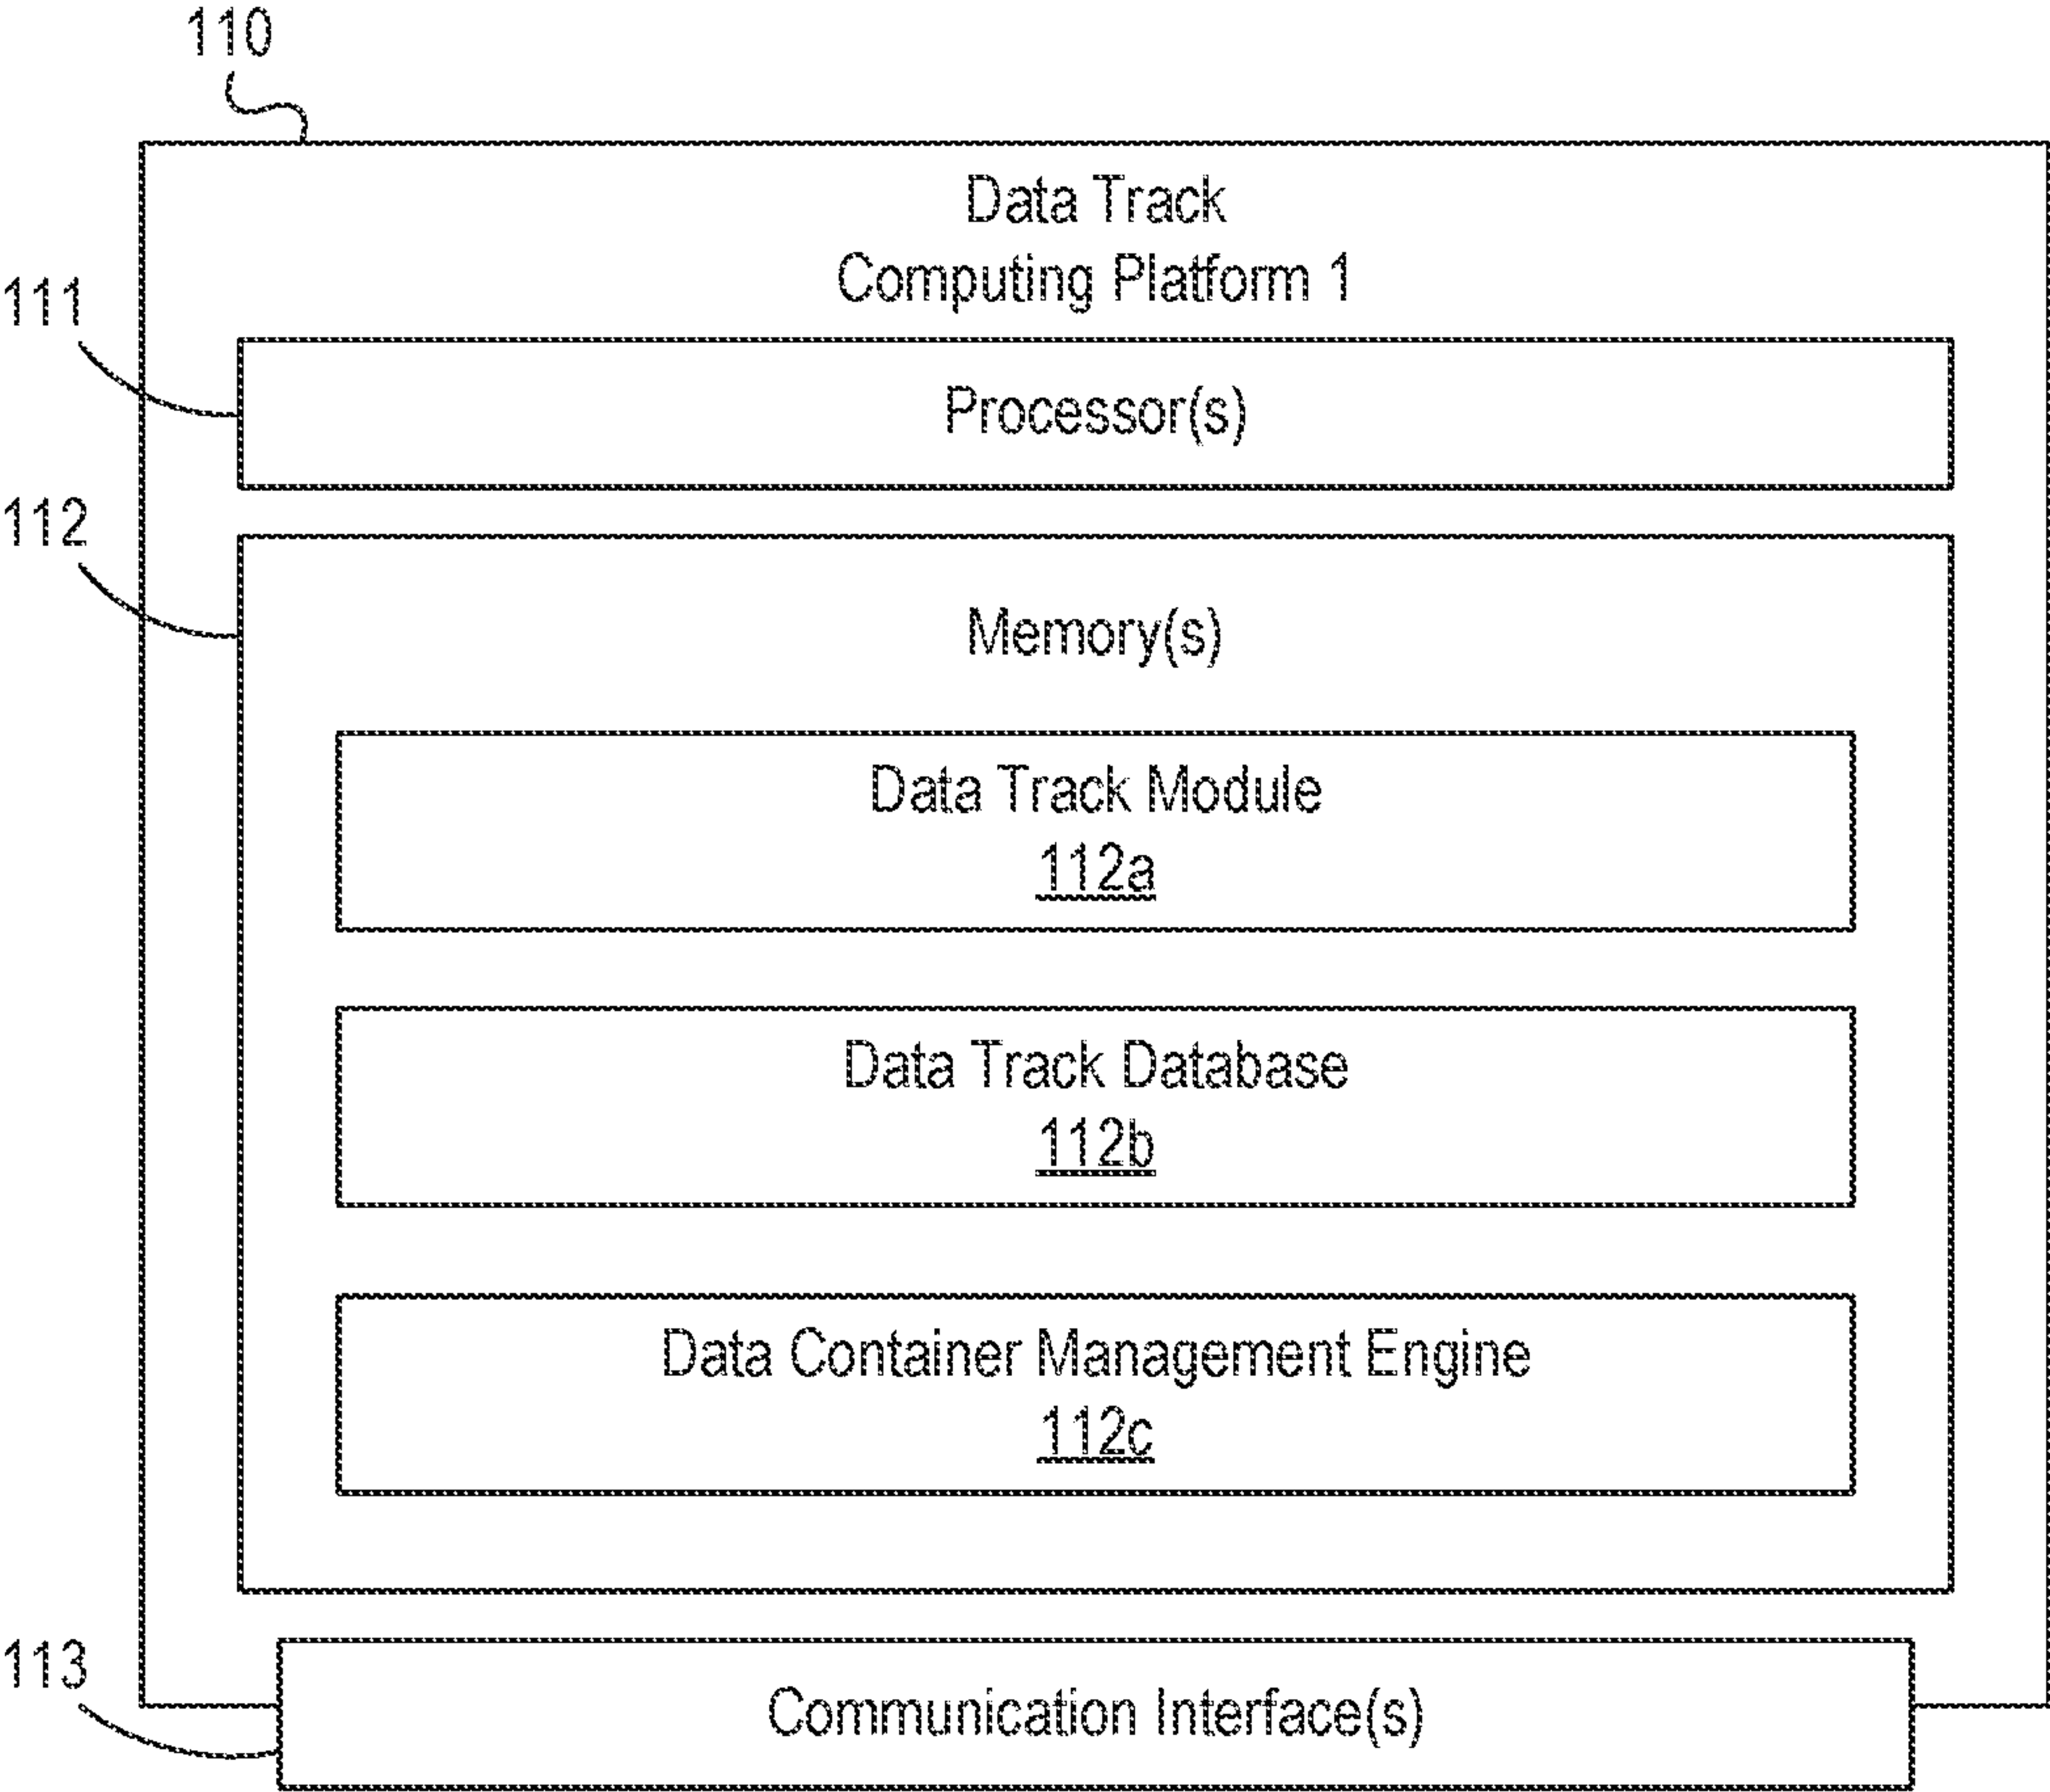 110
Data Track
Computing Platform 1
111
Processor(s)
112
Memory(s)
Data Track Module
112a
Data Track Database
112b
Data Container Management Engine
112c
113
Communication Interface(s)